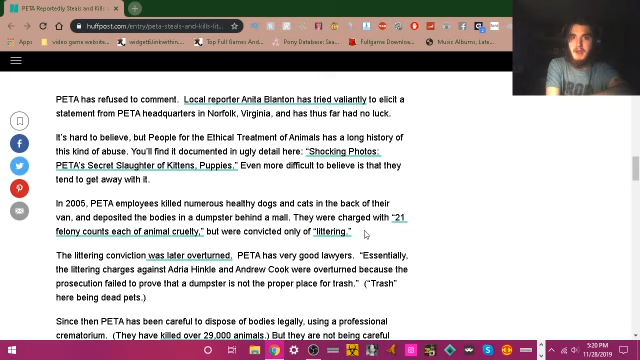 PETA Reportedly Steals and Kills
huffpost.com/entry/peta-steals-and-kills-lit...
video game website...
widgetElinkwithn...
Top Full Games And...
Pony Database : Fr...
Fullgame Downloa...
Music Albums, Late...
PETA has refused to comment. Local reporter Anita Blanton has tried valiantly to elicit a
statement from PETA headquarters in Norfolk, Virginia, and has thus far had no luck.
It's hard to believe, but People for the Ethical Treatment of Animals has a long history of
this kind of abuse. You'll find it documented in ugly detail here: "Shocking Photos:
PETA's Secret Slaughter of Kittens, Puppies." Even more difficult to believe is that they
tend to get away with it.
In 2005, PETA employees killed numerous healthy dogs and cats in the back of their
van, and deposited the bodies in a dumpster behind a mall. They were charged with "21
felony counts each of animal cruelty," but were convicted only of "littering."
The littering conviction was later overturned. PETA has very good lawyers. "Essentially,
the littering charges against Adria Hinkle and Andrew Cook were overturned because the
prosecution failed to prove that a dumpster is not the proper place for trash." ("Trash"
here being dead pets.)
Since then PETA has been careful to dispose of bodies legally, using a professional
crematorium. (They have killed over 29,000 animals.) But they are not being careful
5:20 PM
11/28/2019